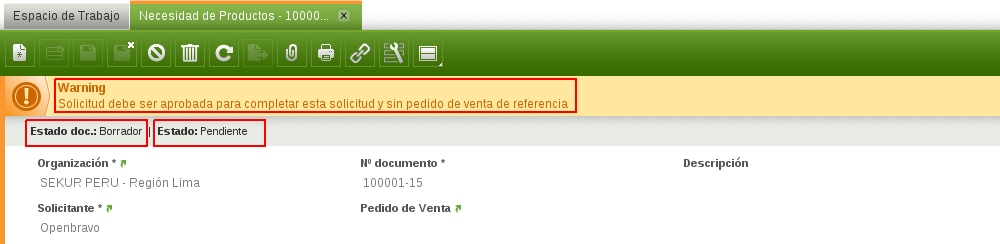 Espacio de Trabajo
Necesidad de Productos - 10000...
Warning
Solicitud debe ser aprobada para completar esta solicitud y sin pedido de venta de referencia
Estado doc.: Borrador | Estado: Pendiente
Organización * Nº documento * Descripción
SEKUR PERU - Región Lima 100001-15
Solicitante * Pedido de Venta
Openbravo